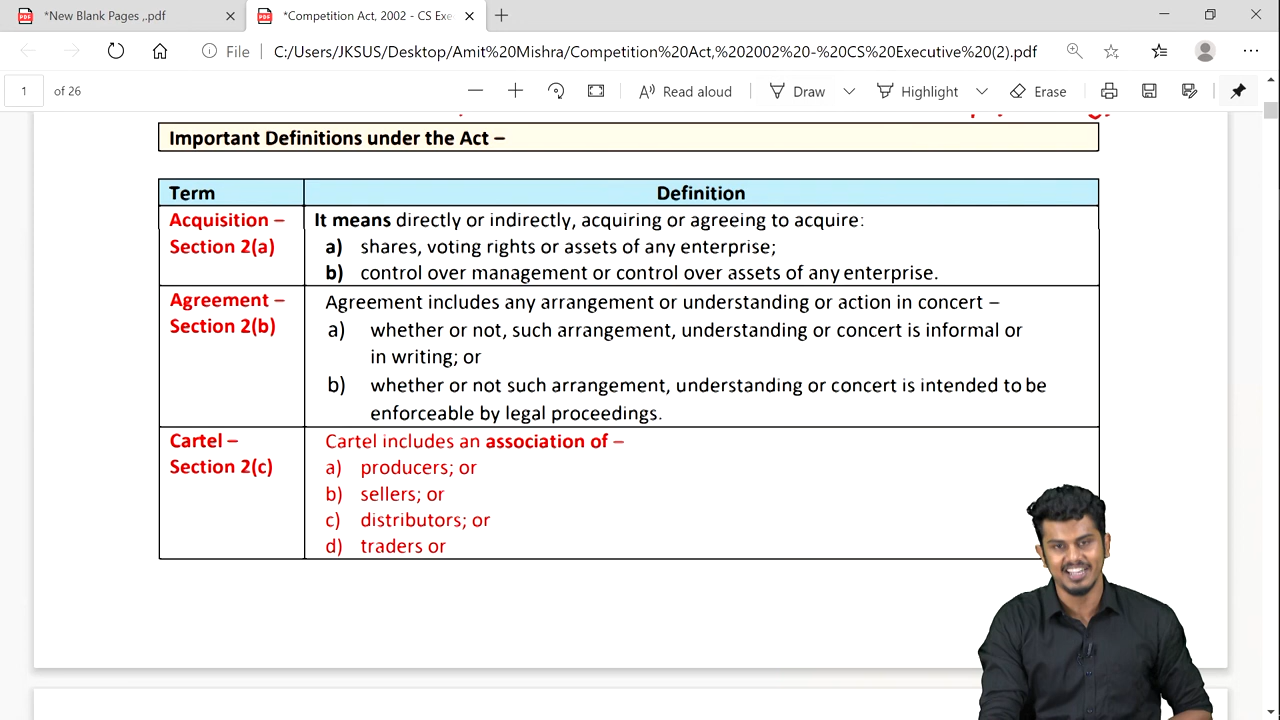 *New Blank Pages ,.pdf
*Competition Act, 2002 - CS Exe
File
C:/Users/JKSUS/Desktop/Amit%20Mishra/Competition%20Act,%202002%20-%20CS%20Executive%20(2).pdf
1 of 26
Read aloud
Draw
Highlight
Erase
Important Definitions under the Act –
Term Definition
Acquisition – It means directly or indirectly, acquiring or agreeing to acquire:
Section 2(a) a) shares, voting rights or assets of any enterprise;
b) control over management or control over assets of any enterprise.
Agreement – Agreement includes any arrangement or understanding or action in concert –
Section 2(b) a) whether or not, such arrangement, understanding or concert is informal or
in writing; or
b) whether or not such arrangement, understanding or concert is intended to be
enforceable by legal proceedings.
Cartel – Cartel includes an association of –
Section 2(c) a) producers; or
b) sellers; or
c) distributors; or
d) traders or